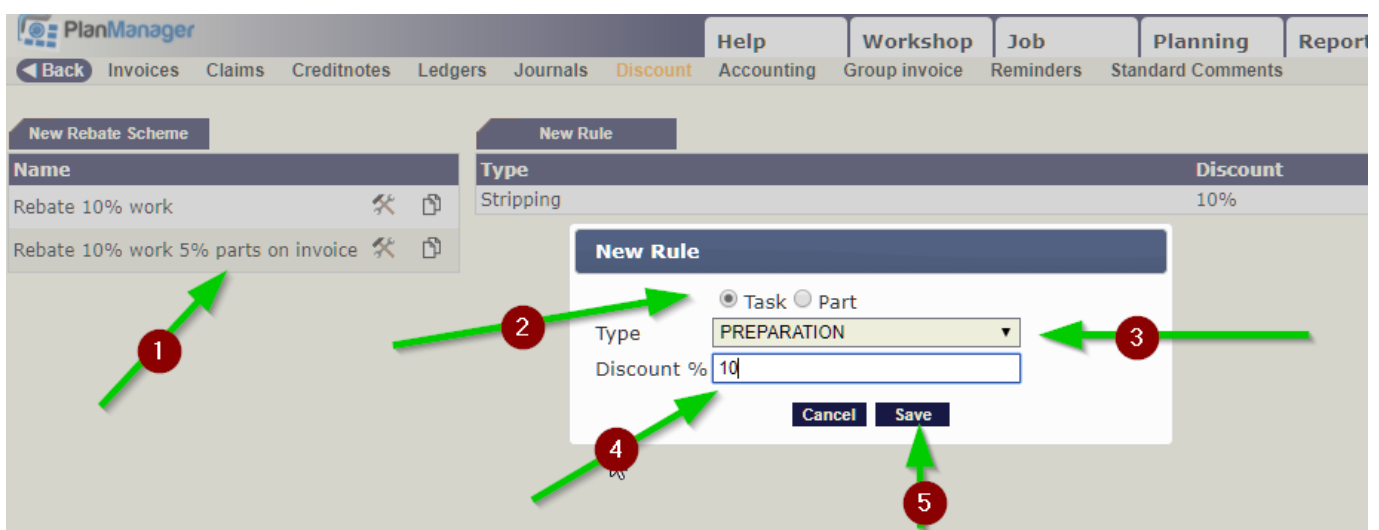 PlanManager
Help Workshop Job Planning Report
Back Invoices Claims Creditnotes Ledgers Journals Discount Accounting Group invoice Reminders Standard Comments
New Rebate Scheme New Rule
Name Type Discount
Rebate 10% work Stripping 10%
Rebate 10% work 5% parts on invoice
New Rule
Task Part
Type PREPARATION
Discount % 10
Cancel Save
1
2
3
4
5